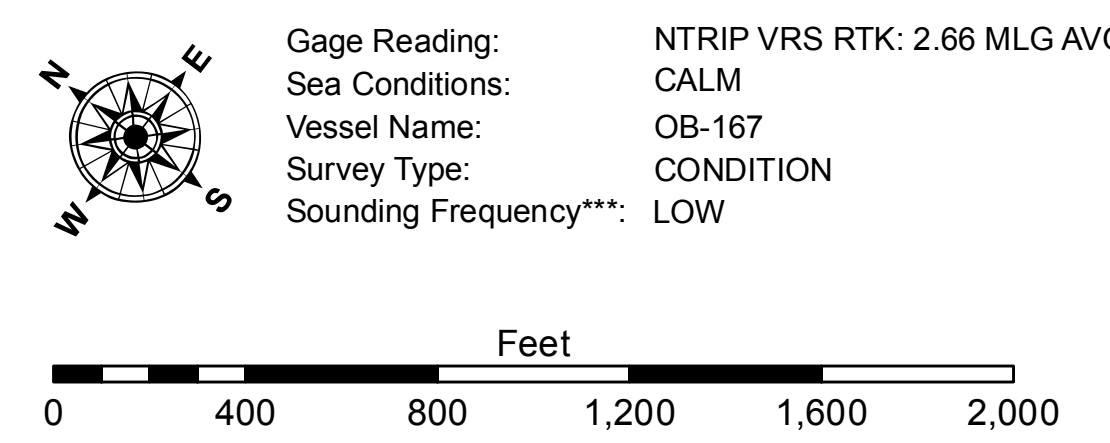 N E
W S
Gage Reading: NTRIP VRS RTK: 2.66 MLG
Sea Conditions: CALM
Vessel Name: OB-167
Survey Type: CONDITION
Sounding Frequency***: LOW
Feet
0 400 800 1,200 1,600 2,000